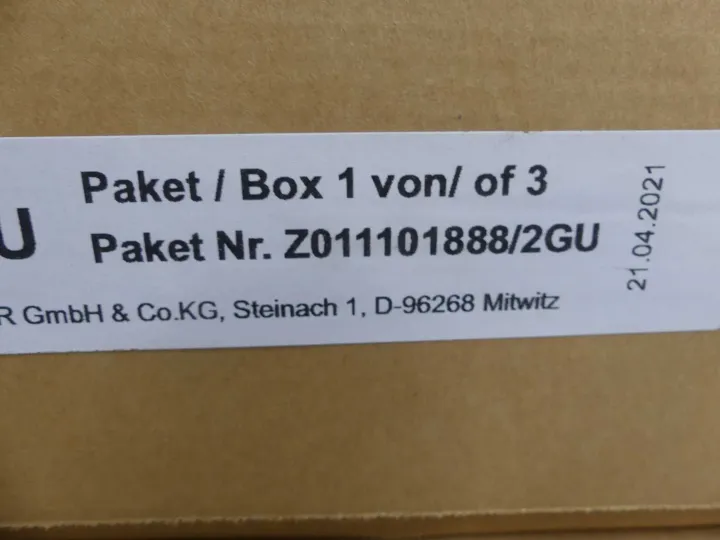 Paket / Box 1 von/ of 3
U
Paket Nr. Z011101888/2GU
R GmbH & Co.KG, Steinach 1, D-96268 Mitwitz
21.04.2021